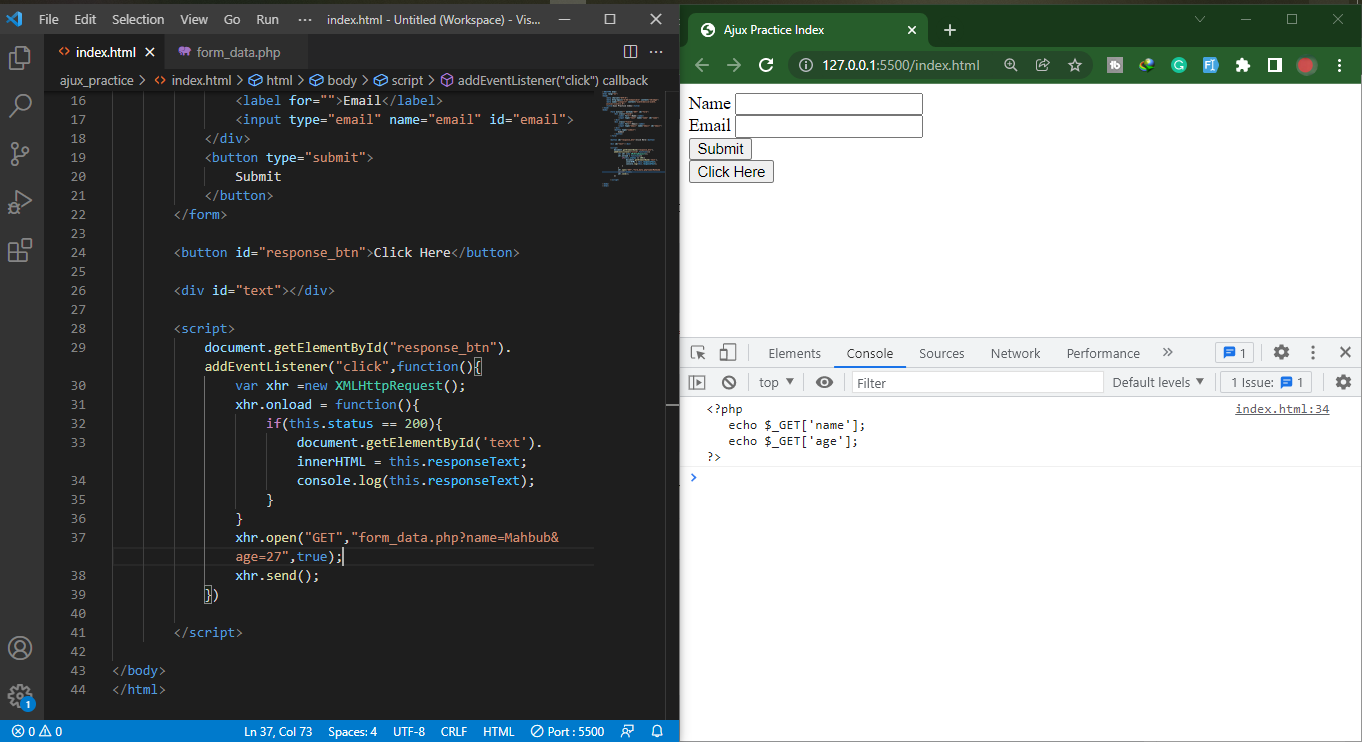 File Edit Selection View Go Run ··· index.html - Untitled (Workspace) - Vis...
index.html form_data.php
ajux_practice > index.html > html > body > script > addEventListener("click") callback
16 <label for="">Email</label>
17 <input type="email" name="email" id="email">
18 </div>
19 <button type="submit">
20 Submit
21 </button>
22 </form>
23
24 <button id="response_btn">Click Here</button>
25
26 <div id="text"></div>
27
28 <script>
29 document.getElementById("response_btn").
addEventListener("click",function(){
30 var xhr =new XMLHttpRequest();
31 xhr.onload = function(){
32 if(this.status == 200){
33 document.getElementById('text').
innerHTML = this.responseText;
34 console.log(this.responseText);
35 }
36 }
37 xhr.open("GET","form_data.php?name=Mahbub&
age=27",true);
38 xhr.send();
39 })
40
41 </script>
42
43 </body>
44 </html>
1
0 0 Ln 37, Col 73 Spaces: 4 UTF-8 CRLF HTML Port : 5500
Ajux Practice Index
127.0.0.1:5500/index.html
Name
Email
Submit
Click Here
Elements Console Sources Network Performance » 1
top Filter Default levels 1 Issue: 1
<?php index.html:34
echo $_GET['name'];
echo $_GET['age'];
?>
>